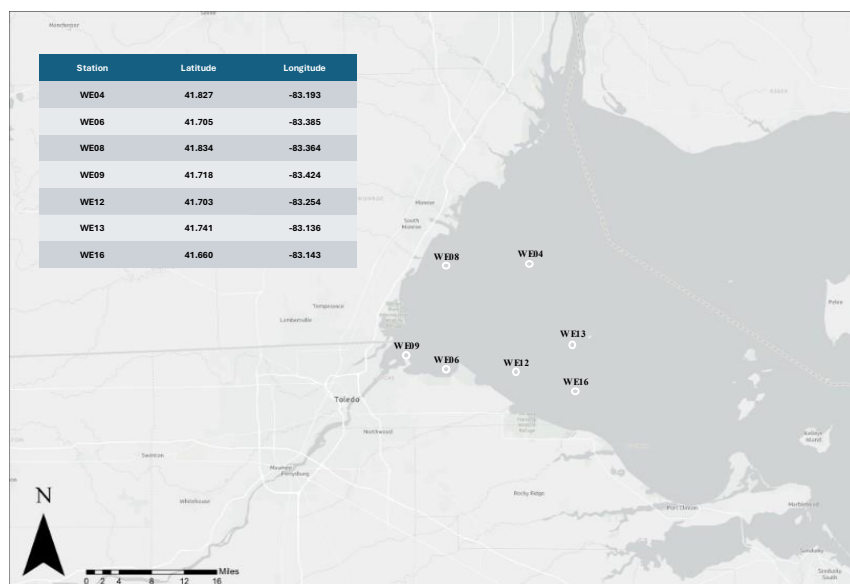 Station Latitude Longitude
WE04 41.827 -83.193
WE06 41.705 -83.385
WE08 41.834 -83.364
WE09 41.718 -83.424
WE12 41.703 -83.254
WE13 41.741 -83.136
WE16 41.660 -83.143
Monroe
South
Monroe
WE08
WE04
Pelee
Temperance
Lambertville
WE13
WE09
WE06
WE12
WE16
Toledo
Northwood
Swanton
Maumee
Perrysburg
Whitehouse
Rocky Ridge
Port Clinton
Marblehead
Kelleys
Island
Sandusky
Sandusky
South
N
Miles
0 2 4 8 12 16